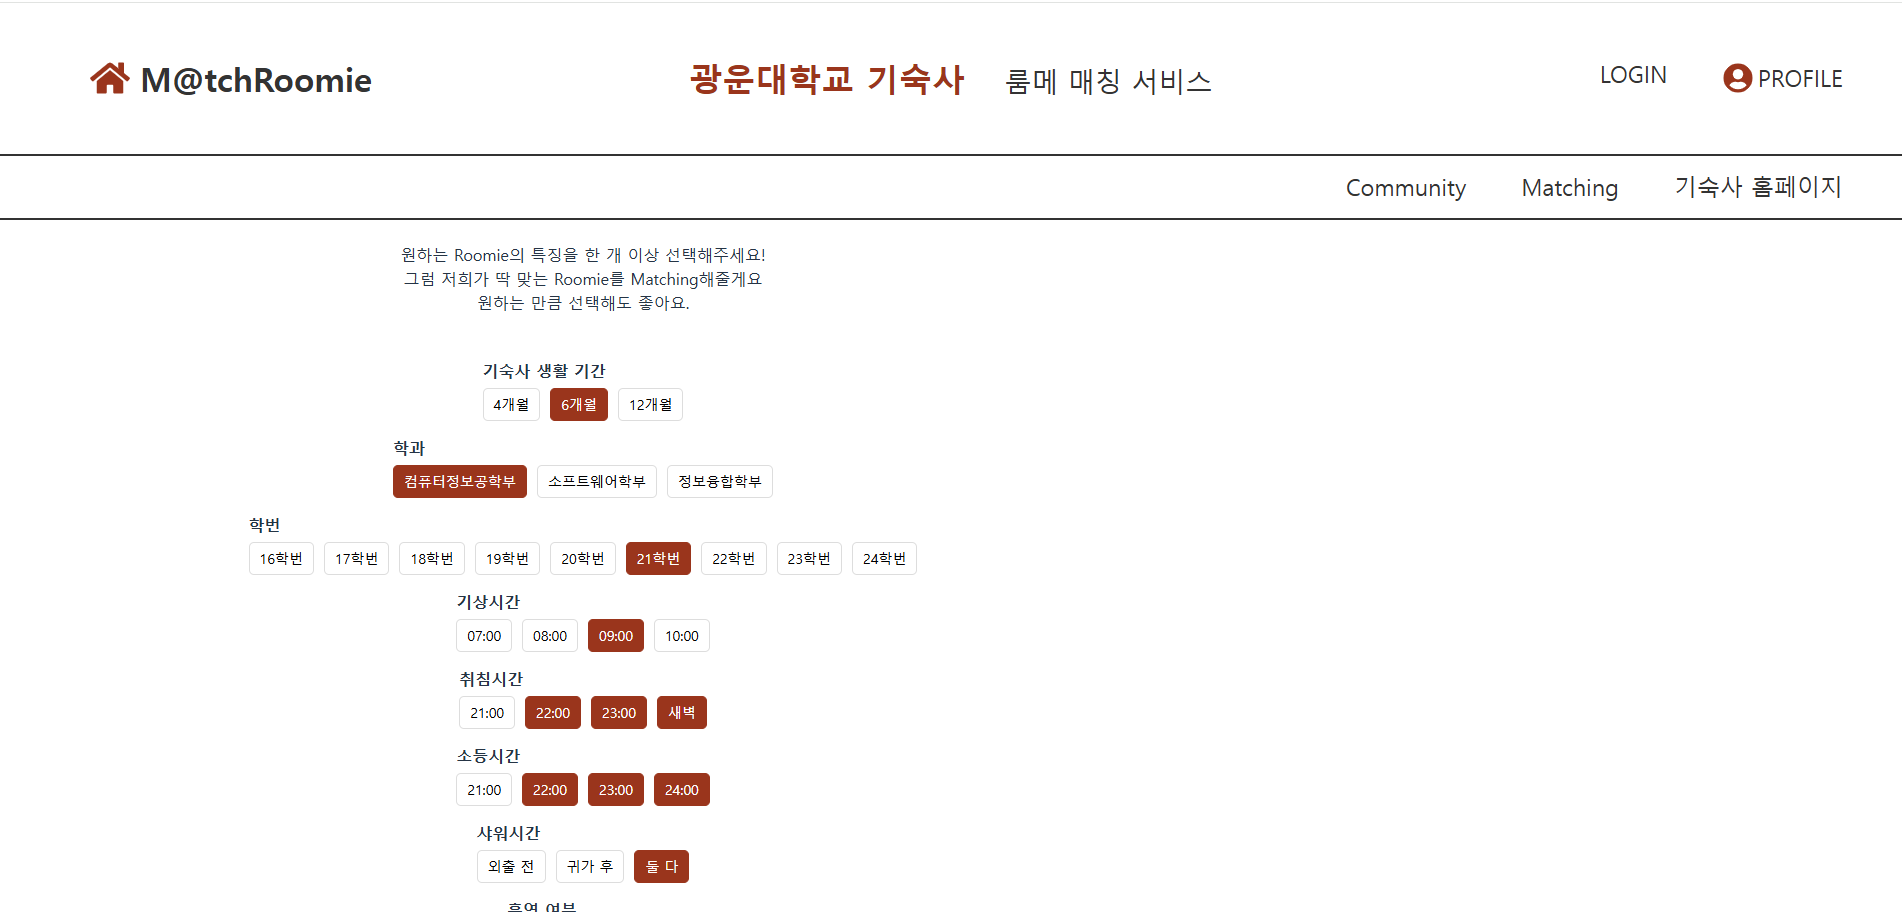 M@tchRoomie
광운대학교 기숙사 룸메 매칭 서비스
LOGIN
PROFILE
Community Matching 기숙사 홈페이지
원하는 Roomie의 특징을 한 개 이상 선택해주세요!
그럼 저희가 딱 맞는 Roomie를 Matching해줄게요
원하는 만큼 선택해도 좋아요.
기숙사 생활 기간
4개월 6개월 12개월
학과
컴퓨터정보공학부 소프트웨어학부 정보융합학부
학번
16학번 17학번 18학번 19학번 20학번 21학번 22학번 23학번 24학번
기상시간
07:00 08:00 09:00 10:00
취침시간
21:00 22:00 23:00 새벽
소등시간
21:00 22:00 23:00 24:00
샤워시간
외출 전 귀가 후 둘 다
흡연 여부